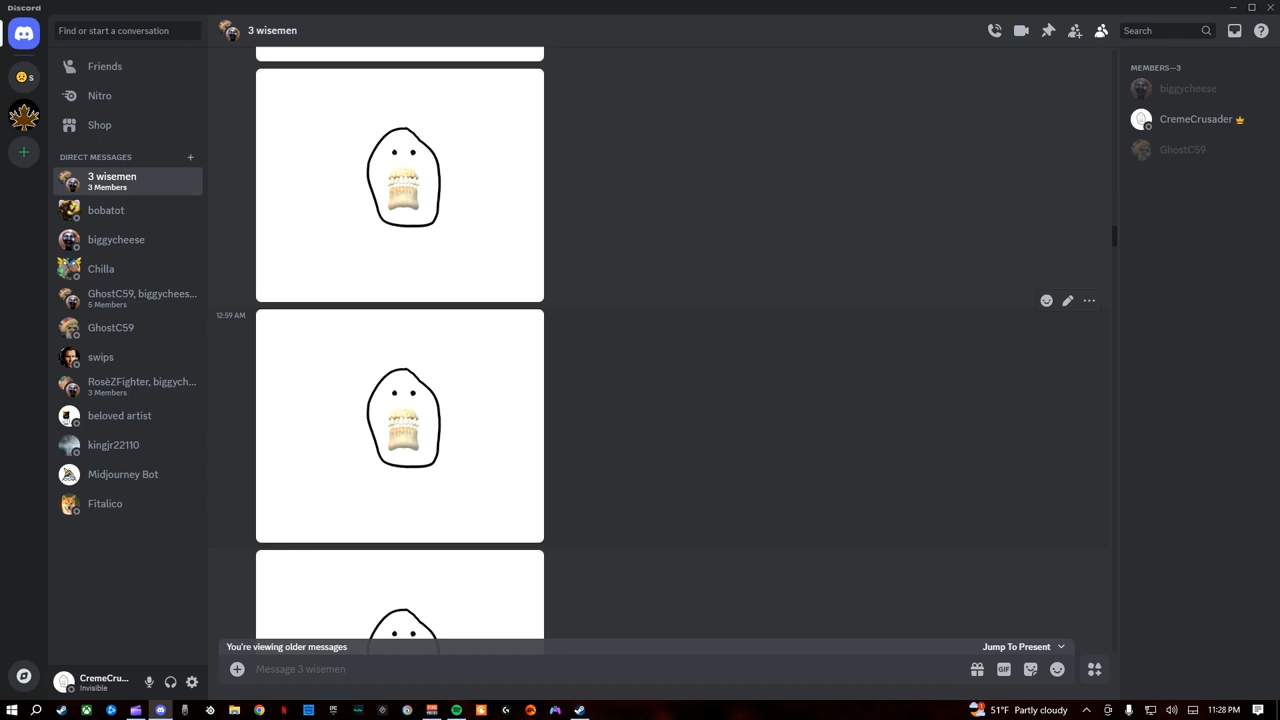 Discord
Find or start a conversation
3 wisemen
Search
Friends
Nitro
Shop
DIRECT MESSAGES
3 wisemen
3 Members
bobatot
biggycheese
Chilla
GhostC59, biggychees...
5 Members
GhostC59
swips
RosèZFighter, biggych...
3 Members
beloved artist
kingjr22110
Midjourney Bot
Fitalico
s
12:59 AM
MEMBERS—3
biggycheese
CremeCrusader
GhostC59
You're viewing older messages
Jump To Present
Message 3 wisemen
GIF
CremeCru...
Invisible
51°F Partly cloudy
11:28 PM